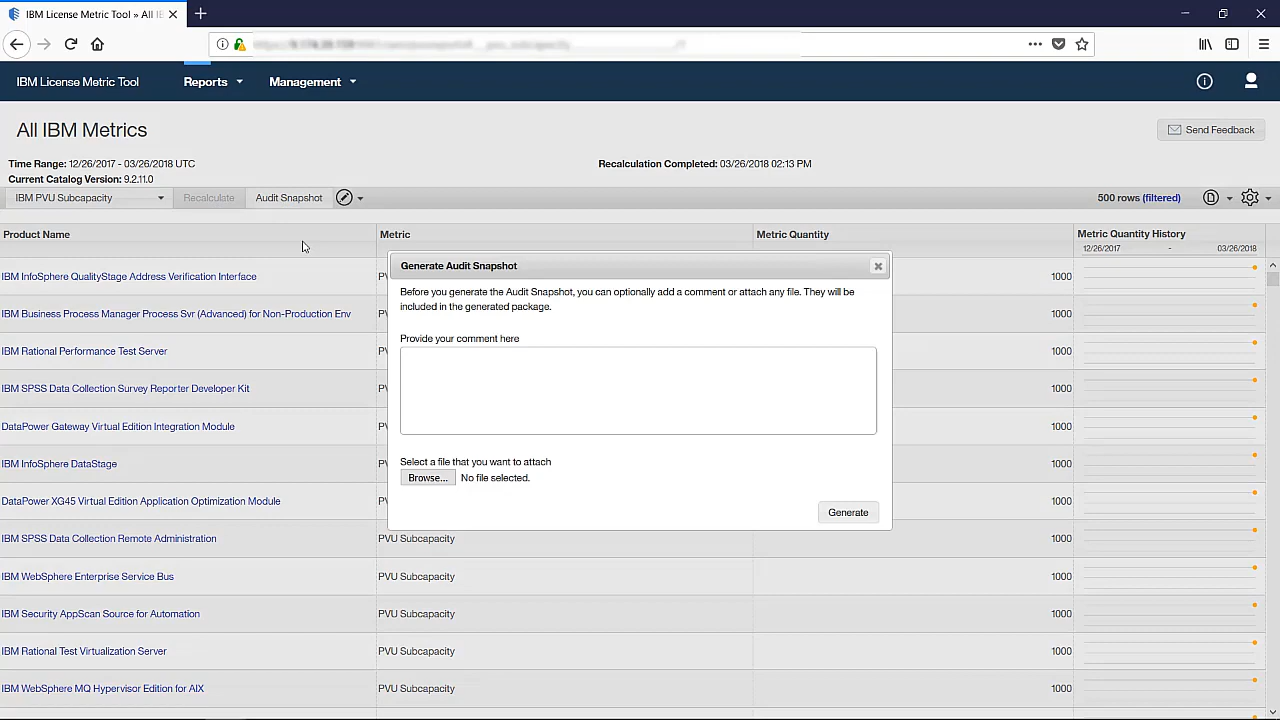 IBM License Metric Tool » All IB
IBM License Metric Tool
Reports
Management
All IBM Metrics
Send Feedback
Time Range: 12/26/2017 - 03/26/2018 UTC
Recalculation Completed: 03/26/2018 02:13 PM
Current Catalog Version: 9.2.11.0
IBM PVU Subcapacity
Recalculate
Audit Snapshot
500 rows (filtered)
Product Name
Metric
Metric Quantity
Metric Quantity History
12/26/2017 - 03/26/2018
Generate Audit Snapshot
Before you generate the Audit Snapshot, you can optionally add a comment or attach any file. They will be
included in the generated package.
Provide your comment here
Select a file that you want to attach
Browse... No file selected.
Generate
IBM InfoSphere QualityStage Address Verification Interface PV 1000
IBM Business Process Manager Process Svr (Advanced) for Non-Production Env PV 1000
IBM Rational Performance Test Server PV 1000
IBM SPSS Data Collection Survey Reporter Developer Kit PV 1000
DataPower Gateway Virtual Edition Integration Module PV 1000
IBM InfoSphere DataStage PV 1000
DataPower XG45 Virtual Edition Application Optimization Module PV 1000
IBM SPSS Data Collection Remote Administration PVU Subcapacity 1000
IBM WebSphere Enterprise Service Bus PVU Subcapacity 1000
IBM Security AppScan Source for Automation PVU Subcapacity 1000
IBM Rational Test Virtualization Server PVU Subcapacity 1000
IBM WebSphere MQ Hypervisor Edition for AIX PVU Subcapacity 1000